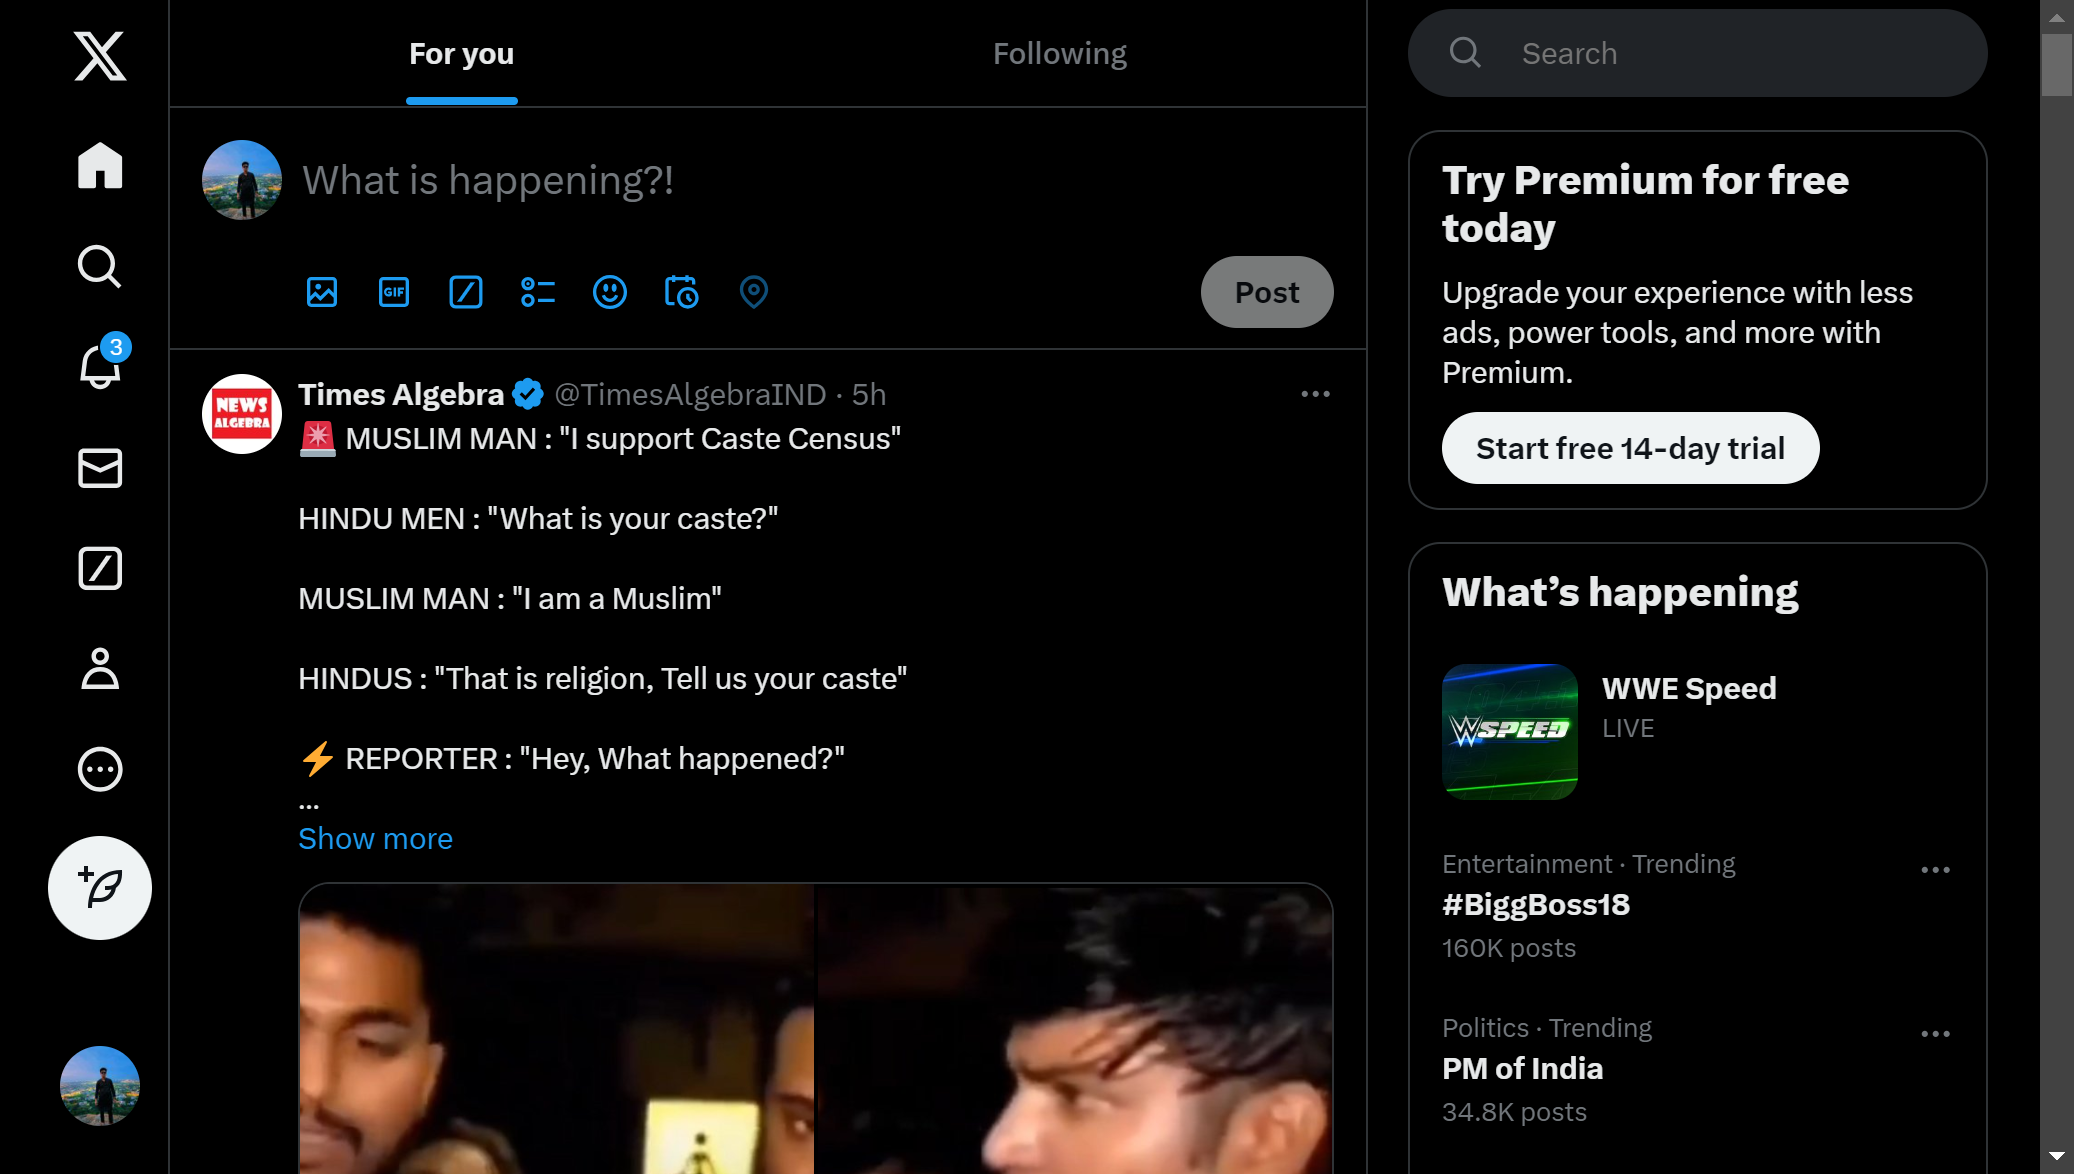 For you
Following
What is happening?!
GIF
Post
3
Times Algebra @TimesAlgebraIND · 5h
NEWS
ALGEBRA
🚨 MUSLIM MAN : "I support Caste Census"
HINDU MEN : "What is your caste?"
MUSLIM MAN : "I am a Muslim"
HINDUS : "That is religion, Tell us your caste"
⚡ REPORTER : "Hey, What happened?"
...
Show more
Search
Try Premium for free
today
Upgrade your experience with less
ads, power tools, and more with
Premium.
Start free 14-day trial
What’s happening
W SPEED
WWE Speed
LIVE
Entertainment · Trending
#BiggBoss18
160K posts
Politics · Trending
PM of India
34.8K posts